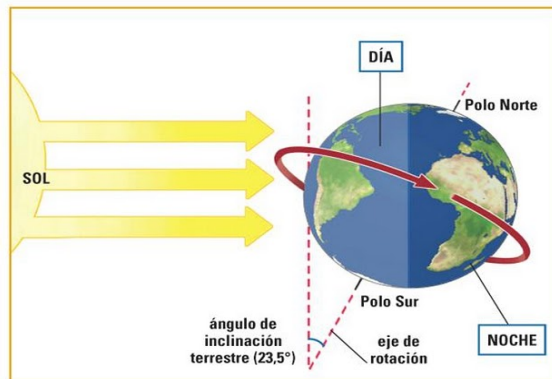 DÍA
Polo Norte
SOL
Polo Sur
ángulo de
inclinación
terrestre (23,5°)
eje de
rotación
NOCHE